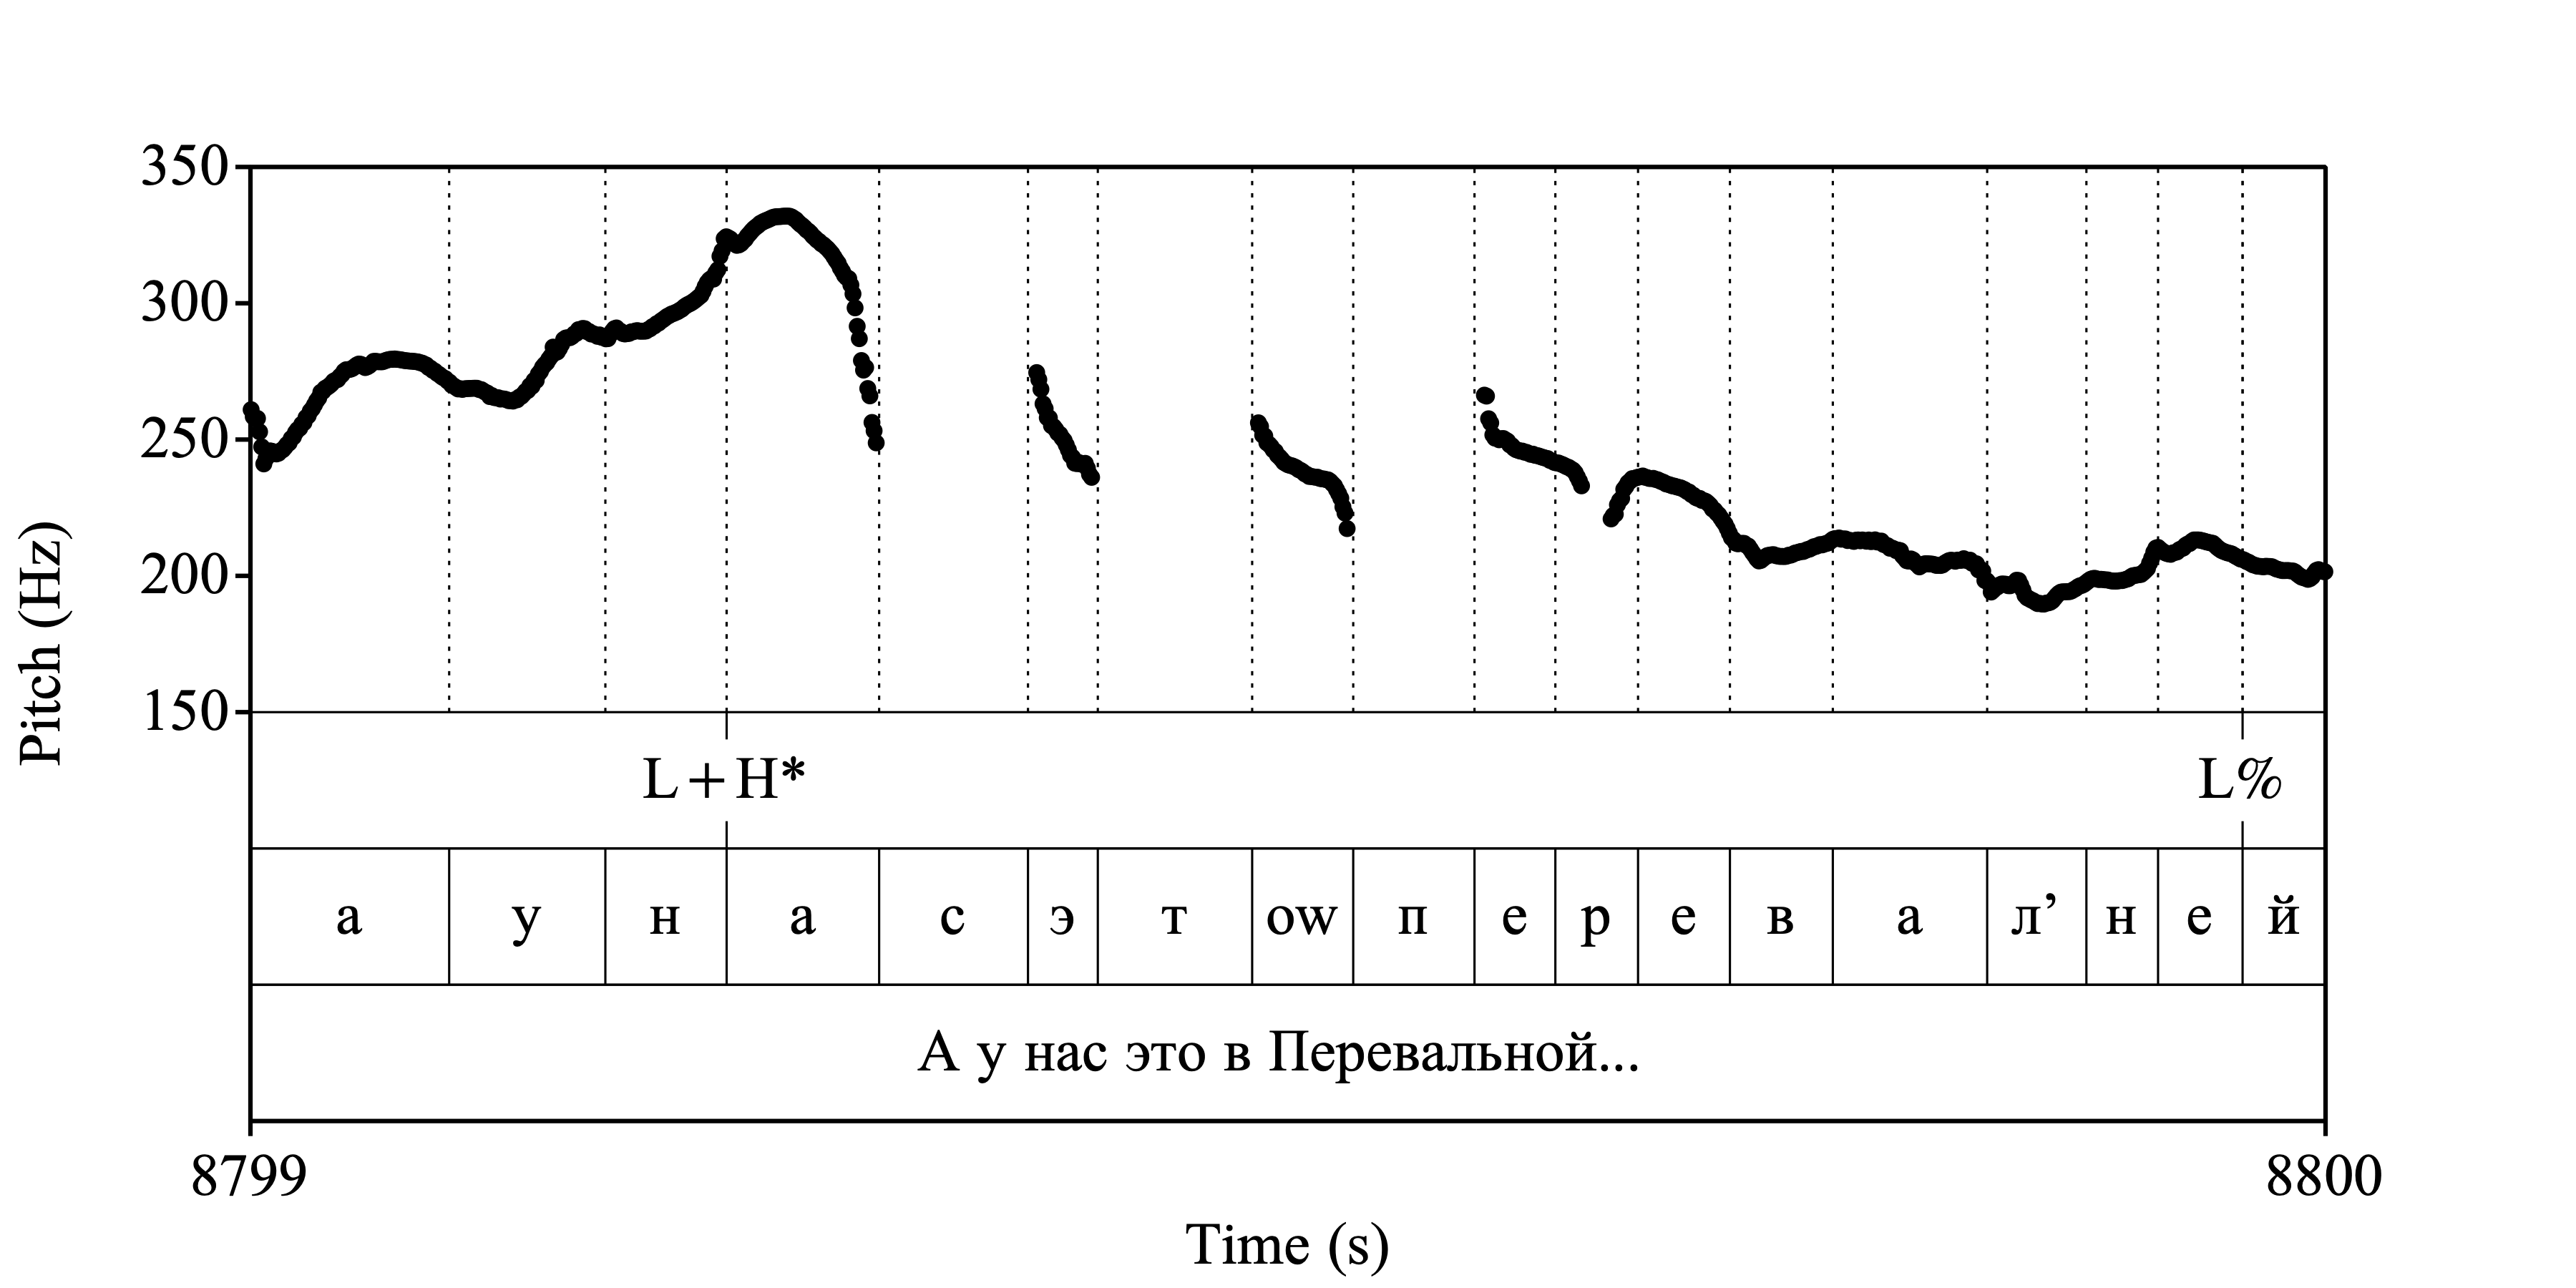 350
300
250
200
150
Pitch (Hz)
L+H* L%
а у н а с э т ow п е р е в а л’ н е й
А у нас это в Перевальной...
8799 8800
Time (s)